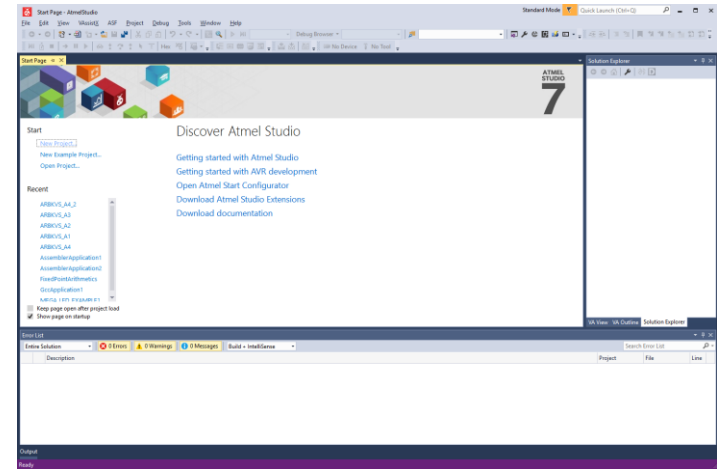 Start Page - AtmelStudio
Standard Mode
Quick Launch (Ctrl+Q)
File Edit View VAssistX ASF Project Debug Tools Window Help
Debug Browser
Hex
No Device
No Tool
Start Page
ATMEL
STUDIO
7
Start
New Project...
New Example Project...
Open Project...
Recent
ARBKVS_A4_2
ARBKVS_A3
ARBKVS_A2
ARBKVS_A1
ARBKVS_A4
AssemblerApplication1
AssemblerApplication2
FixedPointArithmetics
GccApplication1
Keep page open after project load
Show page on startup
Discover Atmel Studio
Getting started with Atmel Studio
Getting started with AVR development
Open Atmel Start Configurator
Download Atmel Studio Extensions
Download documentation
Solution Explorer
VA View VA Outline Solution Explorer
Error List
Entire Solution
0 Errors
0 Warnings
0 Messages
Build + IntelliSense
Search Error List
Description
Project
File
Line
Output
Ready